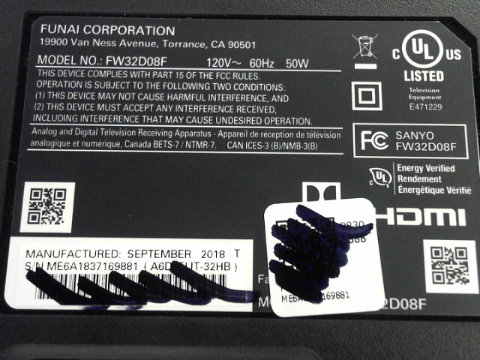 FUNAI CORPORATION
19900 Van Ness Avenue, Torrance, CA 90501
MODEL NO.: FW32D08F 120V~ 60Hz 50W
THIS DEVICE COMPLIES WITH PART 15 OF THE FCC RULES.
OPERATION IS SUBJECT TO THE FOLLOWING TWO CONDITIONS:
(1) THIS DEVICE MAY NOT CAUSE HARMFUL INTERFERENCE, AND
(2) THIS DEVICE MUST ACCEPT ANY INTERFERENCE RECEIVED,
INCLUDING INTERFERENCE THAT MAY CAUSE UNDESIRED OPERATION.
Analog and Digital Television Receiving Apparatus - Appareil de réception de télévision
analogique et numérique, Canada BETS-7 / NTMR-7. CAN ICES-3 (B)/NMB-3(B)
C UL US
LISTED
Television
Equipment
E471229
FC SANYO
FW32D08F
Energy Verified
Rendement
Énergétique Vérifié
HDMI
MANUFACTURED: SEPTEMBER 2018 T
S/N ME6A1837169881
32D08F